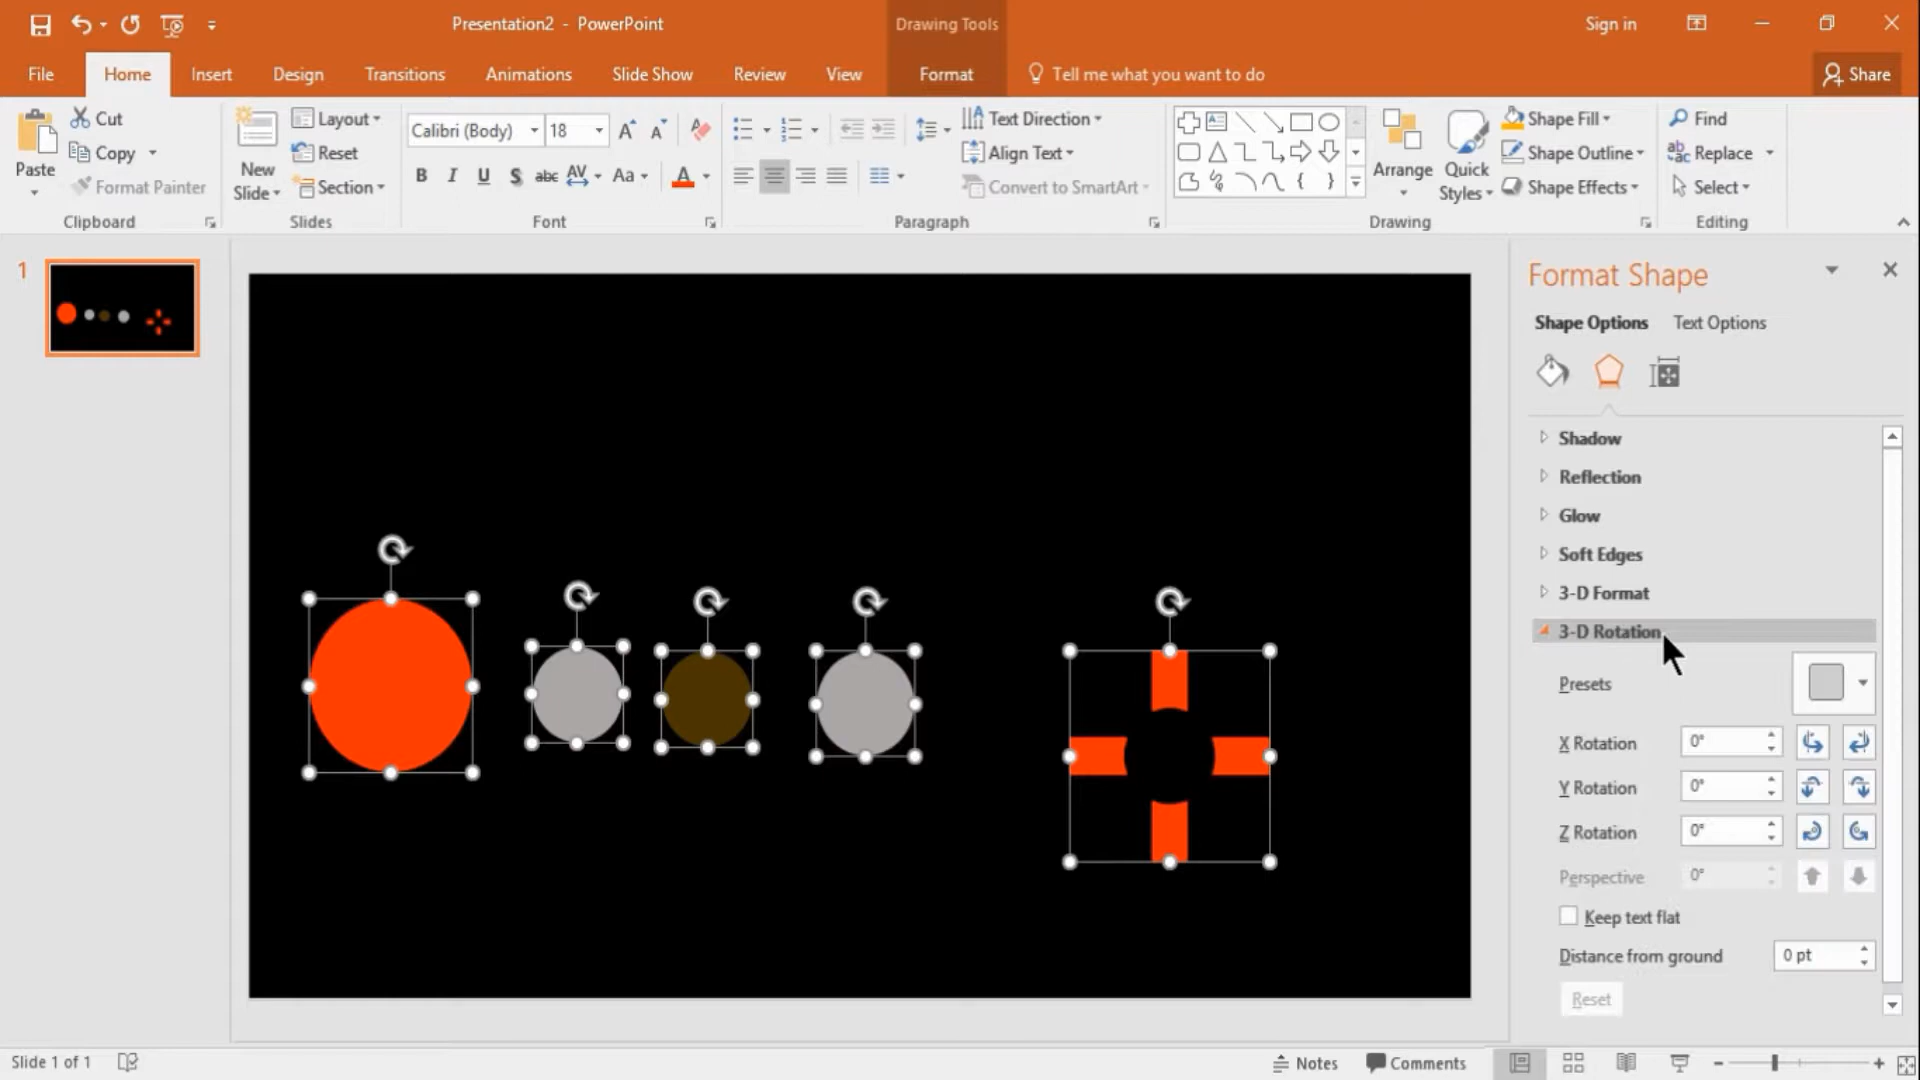 Presentation2 - PowerPoint
Drawing Tools
Sign in
File Home Insert Design Transitions Animations Slide Show Review View Format Tell me what you want to do Share
Paste
Cut
Copy
Format Painter
Clipboard
New Slide
Layout
Reset
Section
Slides
Calibri (Body) 18
B I U S abc AV Aa A
Font
Text Direction
Align Text
Convert to SmartArt
Paragraph
Arrange
Quick Styles
Shape Fill
Shape Outline
Shape Effects
Drawing
Find
Replace
Select
Editing
1
Format Shape
Shape Options Text Options
Shadow
Reflection
Glow
Soft Edges
3-D Format
3-D Rotation
Presets
X Rotation 0°
Y Rotation 0°
Z Rotation 0°
Perspective 0°
Keep text flat
Distance from ground 0 pt
Reset
Slide 1 of 1
Notes
Comments